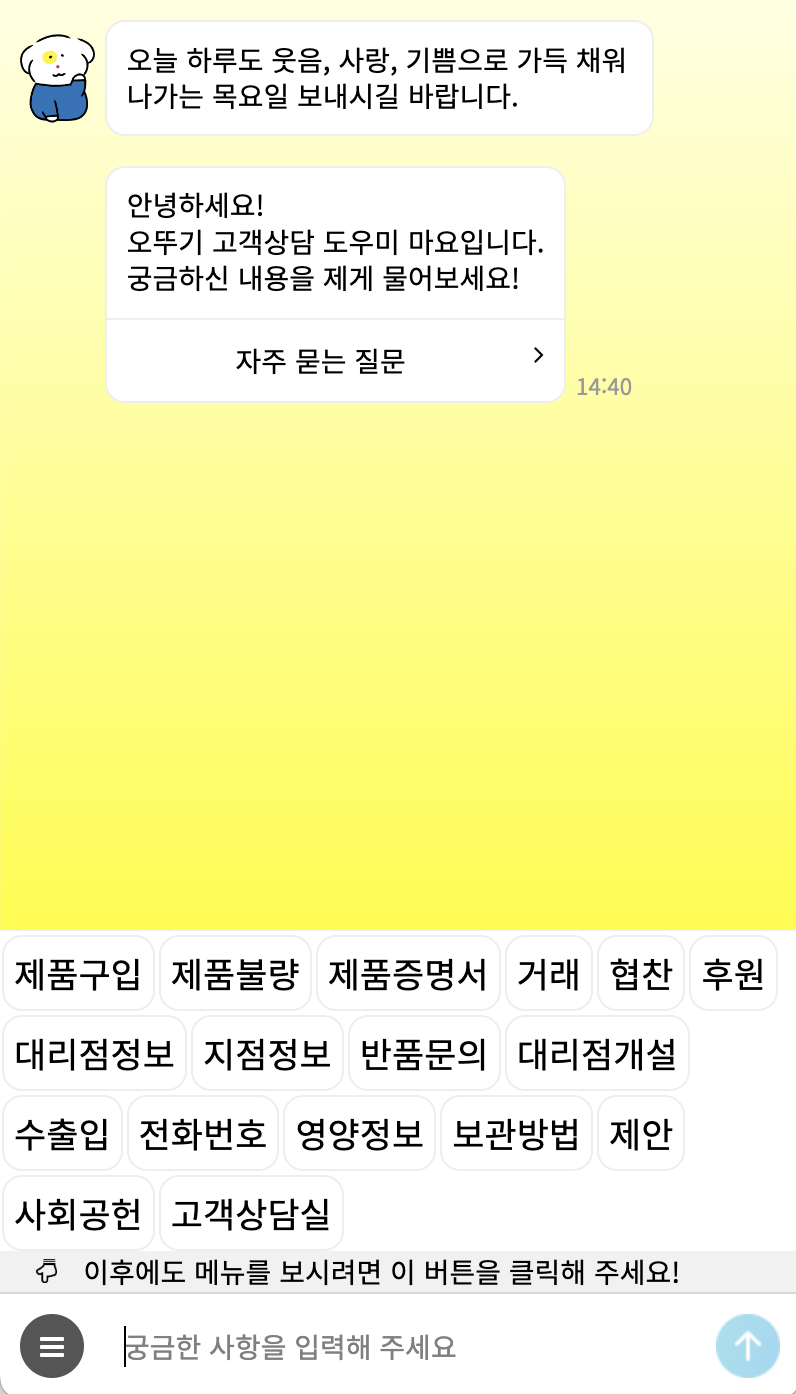 오늘 하루도 웃음, 사랑, 기쁨으로 가득 채워
나가는 목요일 보내시길 바랍니다.
안녕하세요!
오뚜기 고객상담 도우미 마요입니다.
궁금하신 내용을 제게 물어보세요!
자주 묻는 질문
14:40
제품구입 제품불량 제품증명서 거래 협찬 후원
대리점정보 지점정보 반품문의 대리점개설
수출입 전화번호 영양정보 보관방법 제안
사회공헌 고객상담실
이후에도 메뉴를 보시려면 이 버튼을 클릭해 주세요!
궁금한 사항을 입력해 주세요